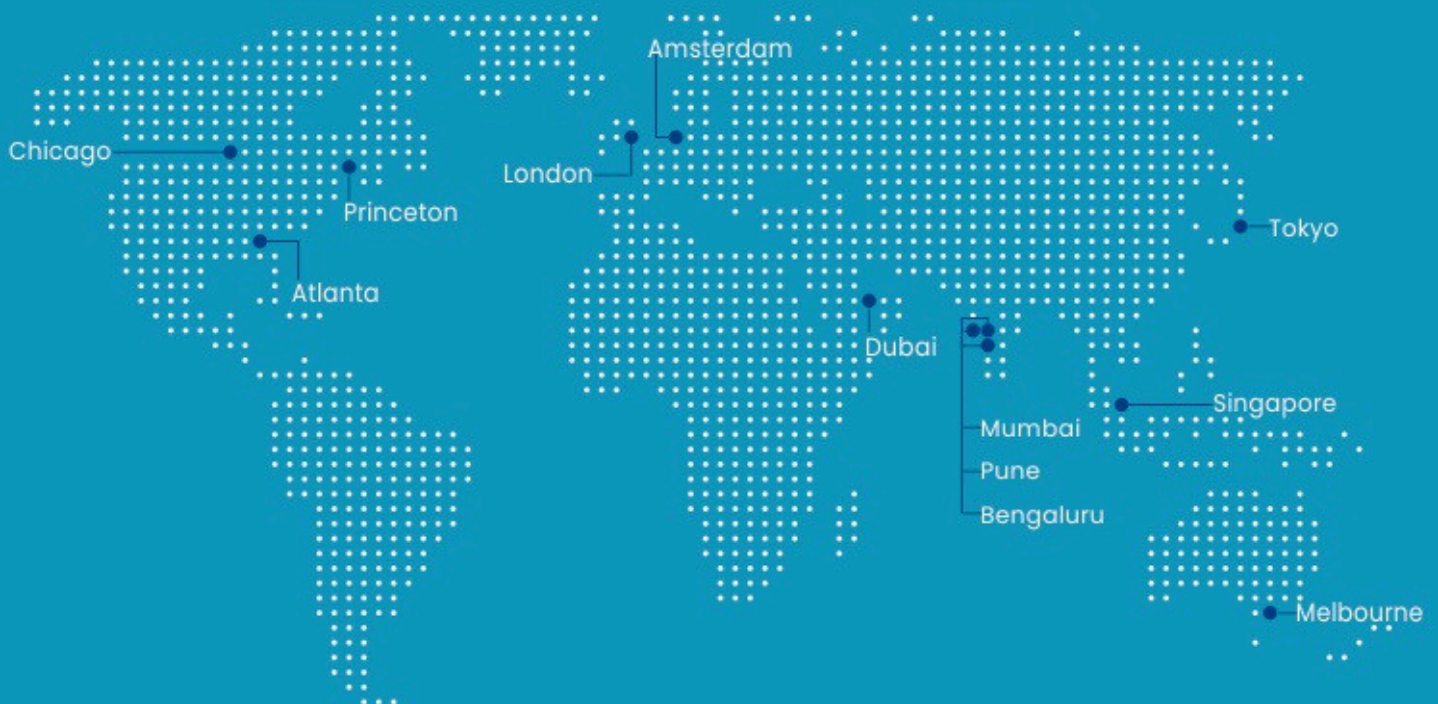 Amsterdam
Chicago
London
Princeton
Tokyo
Atlanta
Dubai
Singapore
Mumbai
Pune
Bengaluru
Melbourne